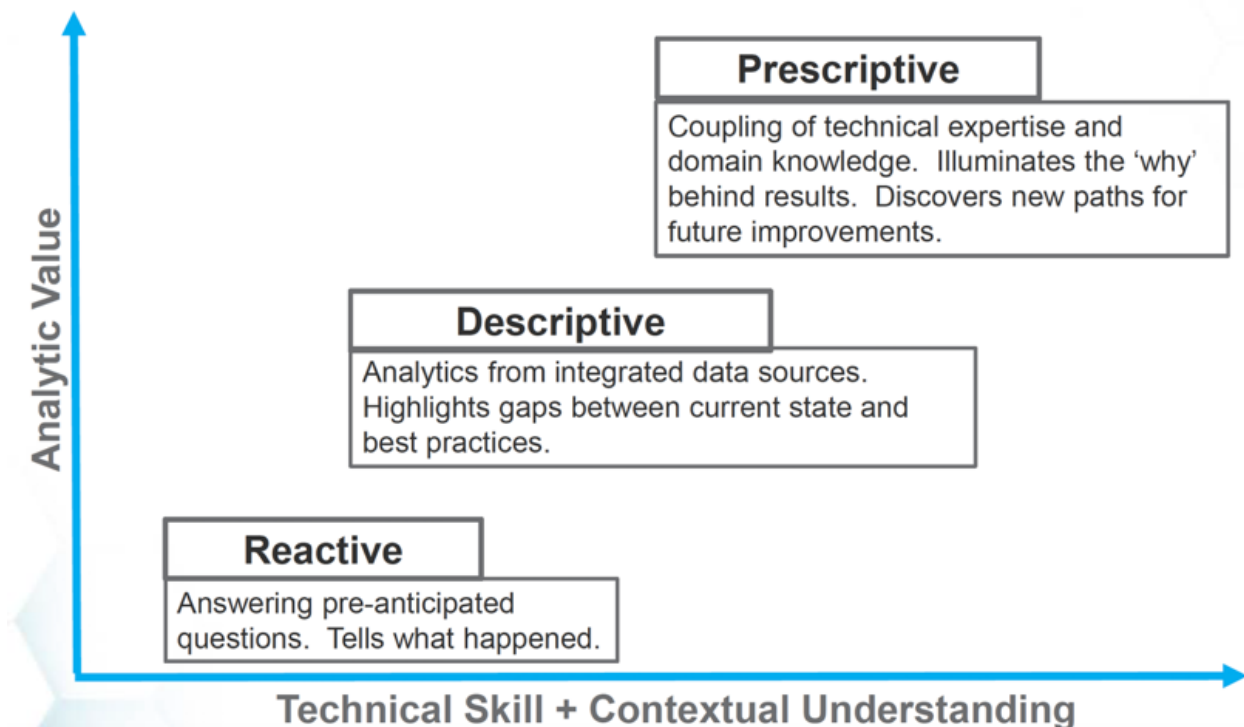 Prescriptive
Coupling of technical expertise and
domain knowledge.  Illuminates the ‘why’
behind results.  Discovers new paths for
future improvements.
Descriptive
Analytics from integrated data sources.
Highlights gaps between current state and
best practices.
Reactive
Answering pre-anticipated
questions.  Tells what happened.
Analytic Value
Technical Skill + Contextual Understanding